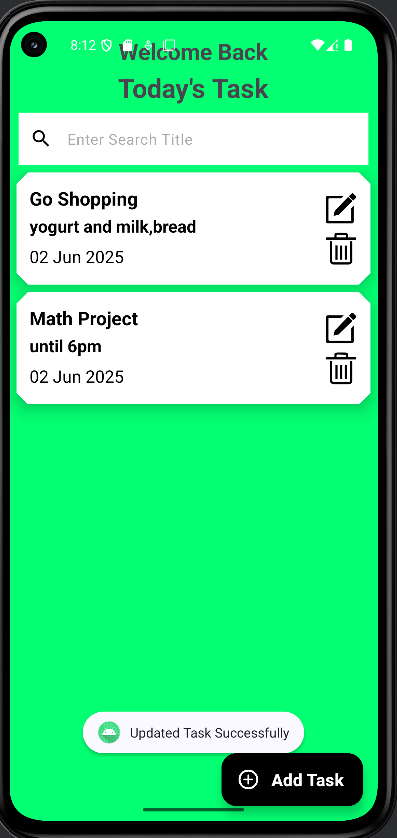 8:12
Welcome Back
Today's Task
Enter Search Title
Go Shopping
yogurt and milk,bread
02 Jun 2025
Math Project
until 6pm
02 Jun 2025
Updated Task Successfully
Add Task